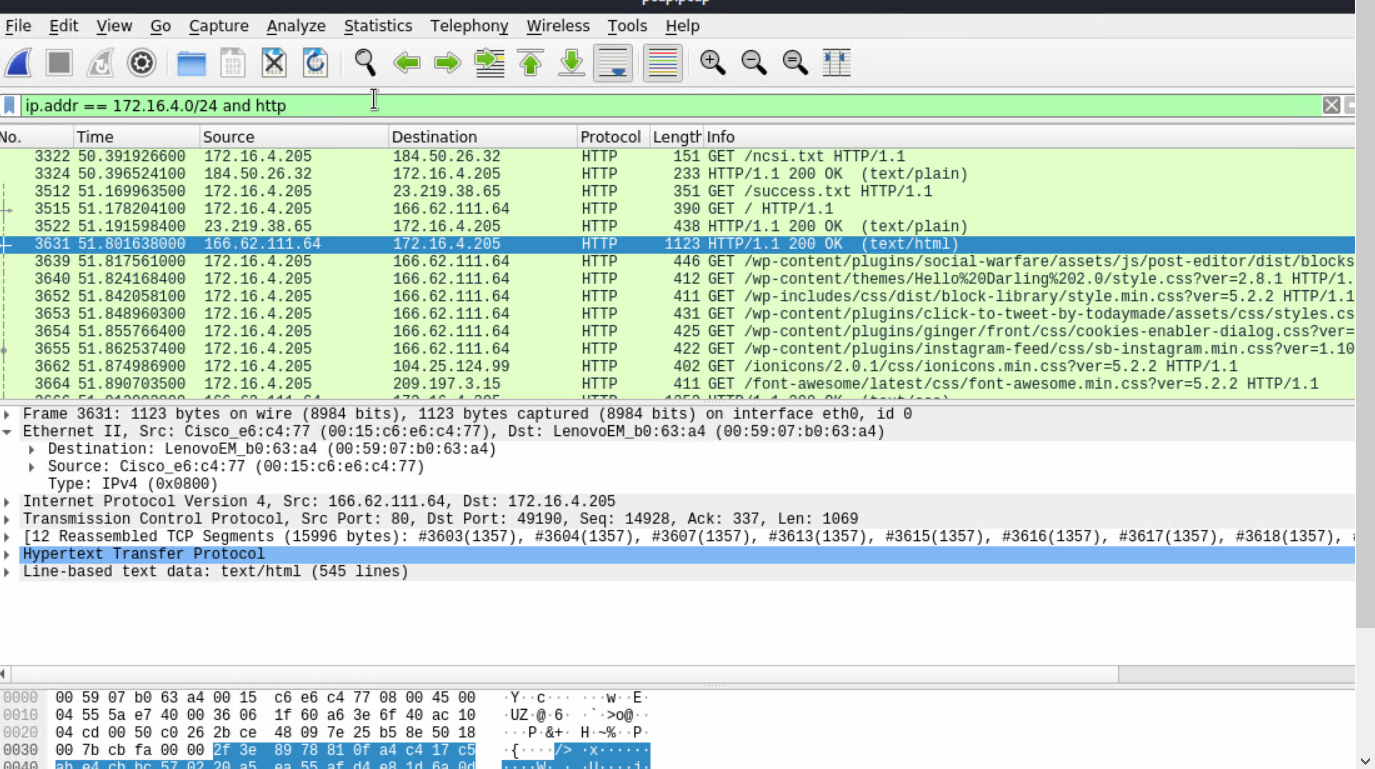 File Edit View Go Capture Analyze Statistics Telephony Wireless Tools Help
ip.addr == 172.16.4.0/24 and http
No. Time Source Destination Protocol Length Info
3322 50.391926600 172.16.4.205 184.50.26.32 HTTP 151 GET /ncsi.txt HTTP/1.1
3324 50.396524100 184.50.26.32 172.16.4.205 HTTP 233 HTTP/1.1 200 OK (text/plain)
3512 51.169963500 172.16.4.205 23.219.38.65 HTTP 351 GET /success.txt HTTP/1.1
3515 51.178204100 172.16.4.205 166.62.111.64 HTTP 390 GET / HTTP/1.1
3522 51.191598400 23.219.38.65 172.16.4.205 HTTP 438 HTTP/1.1 200 OK (text/plain)
3631 51.801638000 166.62.111.64 172.16.4.205 HTTP 1123 HTTP/1.1 200 OK (text/html)
3639 51.817561000 172.16.4.205 166.62.111.64 HTTP 446 GET /wp-content/plugins/social-warfare/assets/js/post-editor/dist/blocks
3640 51.824168400 172.16.4.205 166.62.111.64 HTTP 412 GET /wp-content/themes/Hello%20Darling%202.0/style.css?ver=2.8.1 HTTP/1.
3652 51.842058100 172.16.4.205 166.62.111.64 HTTP 411 GET /wp-includes/css/dist/block-library/style.min.css?ver=5.2.2 HTTP/1.1
3653 51.848960300 172.16.4.205 166.62.111.64 HTTP 431 GET /wp-content/plugins/click-to-tweet-by-todaymade/assets/css/styles.cs
3654 51.855766400 172.16.4.205 166.62.111.64 HTTP 425 GET /wp-content/plugins/ginger/front/css/cookies-enabler-dialog.css?ver=
3655 51.862537400 172.16.4.205 166.62.111.64 HTTP 422 GET /wp-content/plugins/instagram-feed/css/sb-instagram.min.css?ver=1.10
3662 51.874986900 172.16.4.205 104.25.124.99 HTTP 402 GET /ionicons/2.0.1/css/ionicons.min.css?ver=5.2.2 HTTP/1.1
3664 51.890703500 172.16.4.205 209.197.3.15 HTTP 411 GET /font-awesome/latest/css/font-awesome.min.css?ver=5.2.2 HTTP/1.1
Frame 3631: 1123 bytes on wire (8984 bits), 1123 bytes captured (8984 bits) on interface eth0, id 0
Ethernet II, Src: Cisco_e6:c4:77 (00:15:c6:e6:c4:77), Dst: LenovoEM_b0:63:a4 (00:59:07:b0:63:a4)
Destination: LenovoEM_b0:63:a4 (00:59:07:b0:63:a4)
Source: Cisco_e6:c4:77 (00:15:c6:e6:c4:77)
Type: IPv4 (0x0800)
Internet Protocol Version 4, Src: 166.62.111.64, Dst: 172.16.4.205
Transmission Control Protocol, Src Port: 80, Dst Port: 49190, Seq: 14928, Ack: 337, Len: 1069
[12 Reassembled TCP Segments (15996 bytes): #3603(1357), #3604(1357), #3607(1357), #3613(1357), #3615(1357), #3616(1357), #3617(1357), #3618(1357),
Hypertext Transfer Protocol
Line-based text data: text/html (545 lines)
0000 00 59 07 b0 63 a4 00 15 c6 e6 c4 77 08 00 45 00 ·Y··c··· ···w··E·
0010 04 55 5a e7 40 00 36 06 1f 60 a6 3e 6f 40 ac 10 ·UZ·@·6· ·`·>o@··
0020 04 cd 00 50 c0 26 2b ce 48 09 7e 25 b5 8e 50 18 ···P·&+· H·~%··P·
0030 00 7b cb fa 00 00 2f 3e 89 78 81 0f a4 c4 17 c5 ·{····/> ·x······